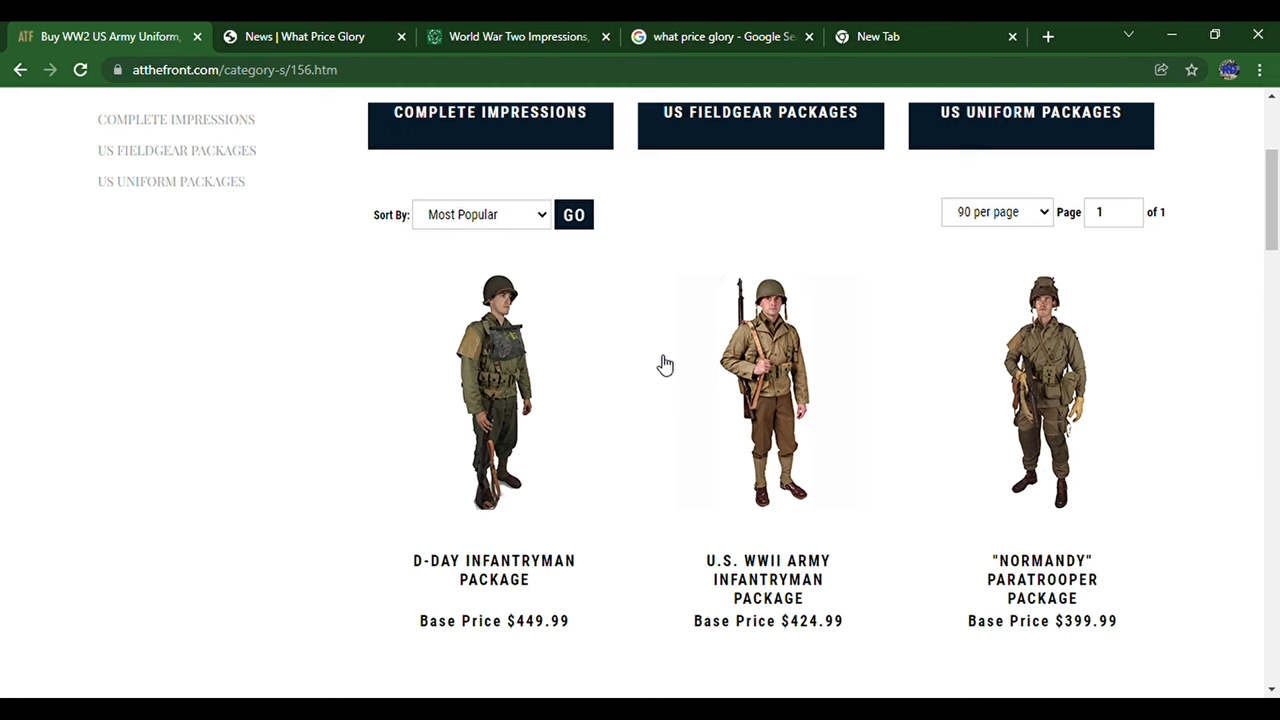 ATF Buy WW2 US Army Uniform,
News | What Price Glory
World War Two Impressions,
what price glory - Google Se
New Tab
atthefront.com/category-s/156.htm
COMPLETE IMPRESSIONS
US FIELDGEAR PACKAGES
US UNIFORM PACKAGES
COMPLETE IMPRESSIONS
US FIELDGEAR PACKAGES
US UNIFORM PACKAGES
Sort By: Most Popular GO
90 per page Page 1 of 1
D-DAY INFANTRYMAN
PACKAGE
Base Price $449.99
U.S. WWII ARMY
INFANTRYMAN
PACKAGE
Base Price $424.99
"NORMANDY"
PARATROOPER
PACKAGE
Base Price $399.99